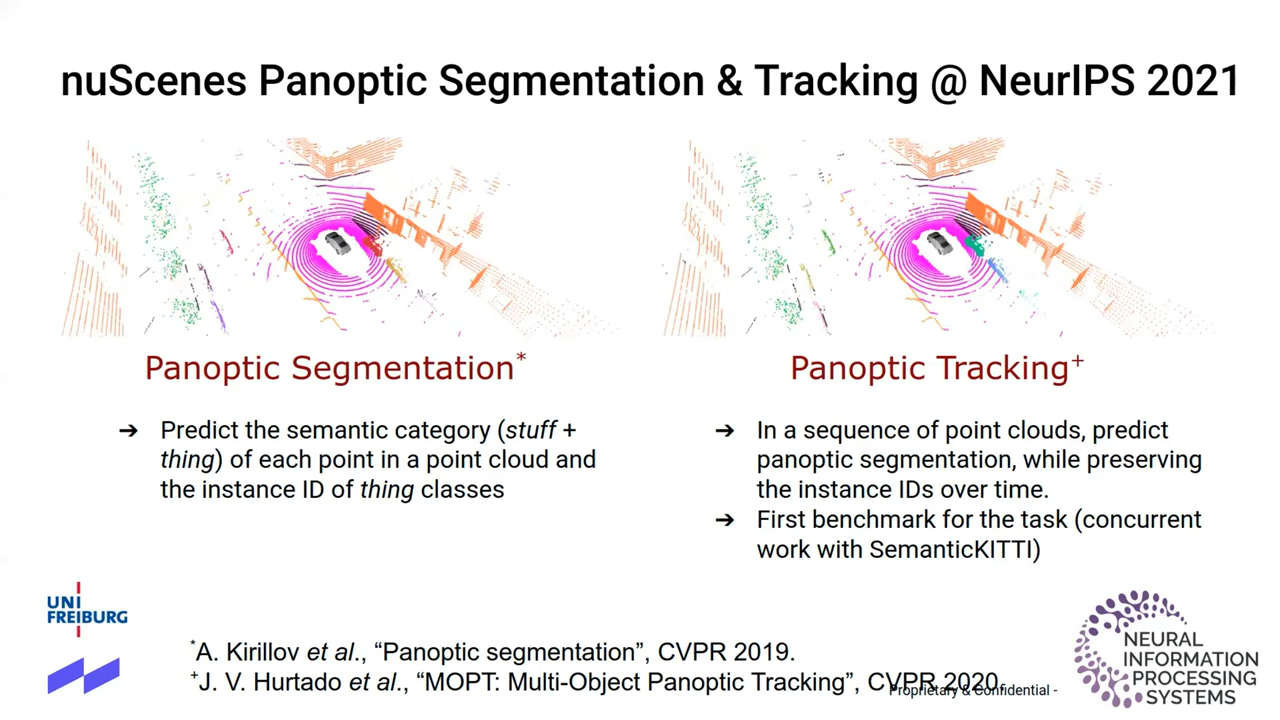 nuScenes Panoptic Segmentation & Tracking @ NeurIPS 2021
Panoptic Segmentation*
➔ Predict the semantic category (stuff +
thing) of each point in a point cloud and
the instance ID of thing classes
Panoptic Tracking+
➔ In a sequence of point clouds, predict
panoptic segmentation, while preserving
the instance IDs over time.
➔ First benchmark for the task (concurrent
work with SemanticKITTI)
UNI
FREIBURG
*A. Kirillov et al., “Panoptic segmentation”, CVPR 2019.
+J. V. Hurtado et al., “MOPT: Multi-Object Panoptic Tracking”, CVPR 2020.
Proprietary & Confidential -
NEURAL
INFORMATION
PROCESSING
SYSTEMS